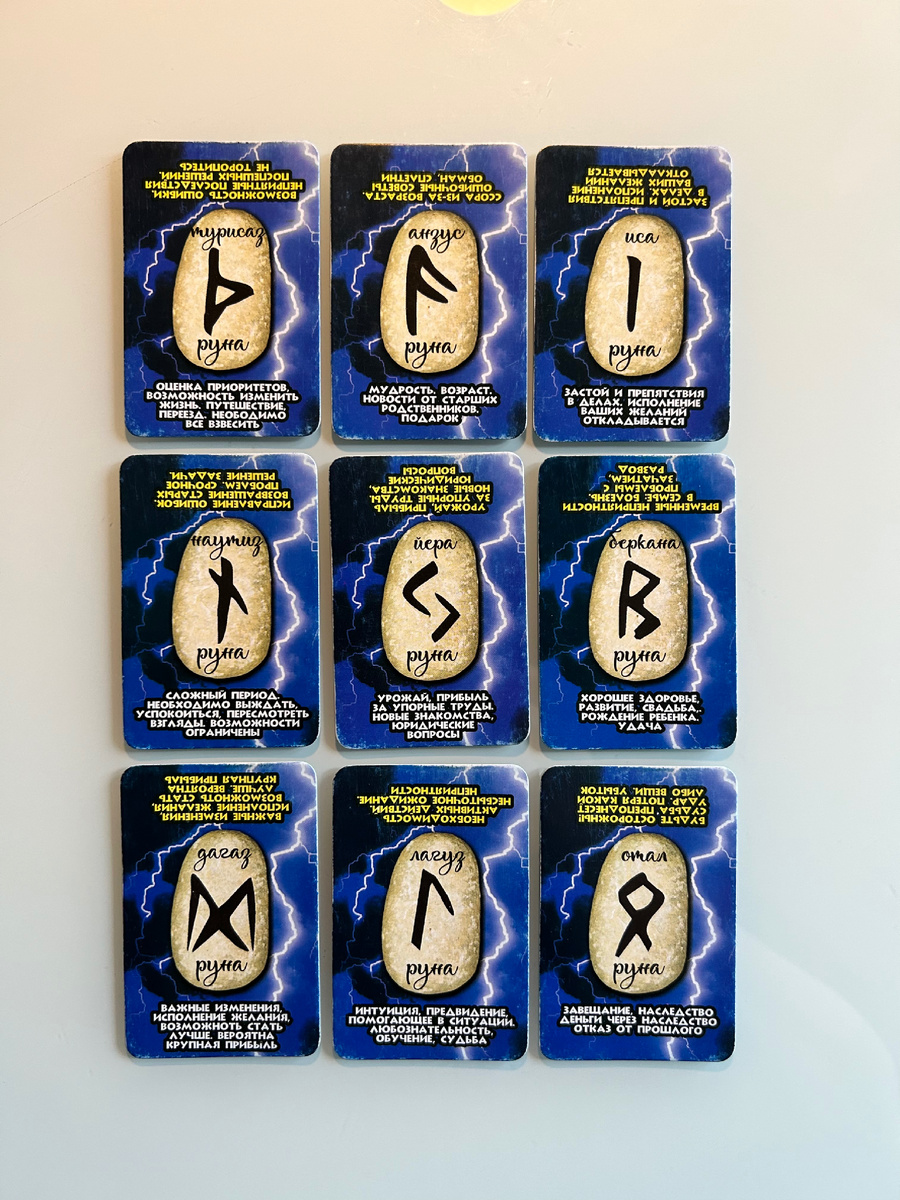 ВОЗМОЖНОСТЬ ОШИБКИ,
НЕПРИЯТНЫЕ ПОСЛЕДСТВИЯ
ПОСПЕШНЫХ РЕШЕНИЙ.
НЕ ТОРОПИТЕСЬ
турисаз
руна
ОЦЕНКА ПРИОРИТЕТОВ,
ВОЗМОЖНОСТЬ ИЗМЕНИТЬ
ЖИЗНЬ. ПУТЕШЕСТВИЕ,
ПЕРЕЗД. НЕОБХОДИМО
ВСЕ ВЗВЕСИТЬ
ССОРА ИЗ-ЗА ВОЗРАСТА,
ОШИБОЧНЫЕ СОВЕТЫ
ОБМАН, СПЛЕТНИ
анзус
руна
МУДРОСТЬ, ВОЗРАСТ,
НОВОСТИ ОТ СТАРШИХ
РОДСТВЕННИКОВ,
ПОДАРОК
ЗАСТОЙ И ПРЕПЯТСТВИЯ
В ДЕЛАХ. ИСПОЛНЕНИЕ
ВАШИХ ЖЕЛАНИЙ
ОТКЛАДЫВАЕТСЯ
иса
руна
ЗАСТОЙ И ПРЕПЯТСТВИЯ
В ДЕЛАХ. ИСПОЛНЕНИЕ
ВАШИХ ЖЕЛАНИЙ
ОТКЛАДЫВАЕТСЯ
ИСПРАВЛЕНИЕ ОШИБОК,
ВОЗВРАЩЕНИЕ СТАРЫХ
ПРОБЛЕМ, СРОЧНОЕ
РЕШЕНИЕ ЗАДАЧИ.
наутиз
руна
СЛОЖНЫЙ ПЕРИОД,
НЕОБХОДИМО ВЫЖДАТЬ,
УСПОКОИТЬСЯ, ПЕРЕСМОТРЕТЬ
ВЗГЛЯДЫ. ВОЗМОЖНОСТИ
ОГРАНИЧЕНЫ
УРОЖАЙ, ПРИБЫЛЬ
ЗА УПОРНЫЕ ТРУДЫ,
НОВЫЕ ЗНАКОМСТВА,
ЮРИДИЧЕСКИЕ
ВОПРОСЫ
йера
руна
УРОЖАЙ, ПРИБЫЛЬ
ЗА УПОРНЫЕ ТРУДЫ,
НОВЫЕ ЗНАКОМСТВА,
ЮРИДИЧЕСКИЕ
ВОПРОСЫ
ВРЕМЕННЫЕ НЕПРИЯТНОСТИ
В СЕМЬЕ. БОЛЕЗНЬ,
ПРОБЛЕМЫ С
ЗАЧАТИЕМ,
РАЗВОД
беркана
руна
ХОРОШЕЕ ЗДОРОВЬЕ,
РАЗВИТИЕ, СВАДЬБА,.
РОЖДЕНИЕ РЕБЕНКА.
УДАЧА
ВАЖНЫЕ ИЗМЕНЕНИЯ,
ИСПОЛНЕНИЕ ЖЕЛАНИЯ,
ВОЗМОЖНОТЬ СТАТЬ
ЛУЧШЕ. ВЕРОЯТНА
КРУПНАЯ ПРИБЫЛЬ
дагаз
руна
ВАЖНЫЕ ИЗМЕНЕНИЯ,
ИСПОЛНЕНИЕ ЖЕЛАНИЯ,
ВОЗМОЖНОТЬ СТАТЬ
ЛУЧШЕ. ВЕРОЯТНА
КРУПНАЯ ПРИБЫЛЬ
НЕОБХОДИМОСТЬ
АКТИВНЫХ ДЕЙСТВИЙ,
НЕСБЫТОЧНОЕ ОЖИДАНИЕ
НЕПРИЯТНОСТИ
лагуз
руна
ИНТУИЦИЯ, ПРЕДВИДЕНИЕ,
ПОМОГАЮЩЕЕ В СИТУАЦИИ.
ЛЮБОЗНАТЕЛЬНОСТЬ,
ОБУЧЕНИЕ, СУДЬБА
БУДЬТЕ ОСТОРОЖНЫ!
СУДЬБА ПРЕПОДНЕСЕТ
УДАР. ПОТЕРЯ КАКОЙ
ЛИБО ВЕЩИ. УБЫТОК
отал
руна
ЗАВЕЩАНИЕ, НАСЛЕДСТВО
ДЕНЬГИ ЧЕРЕЗ НАСЛЕДСТВО
ОТКАЗ ОТ ПРОШЛОГО